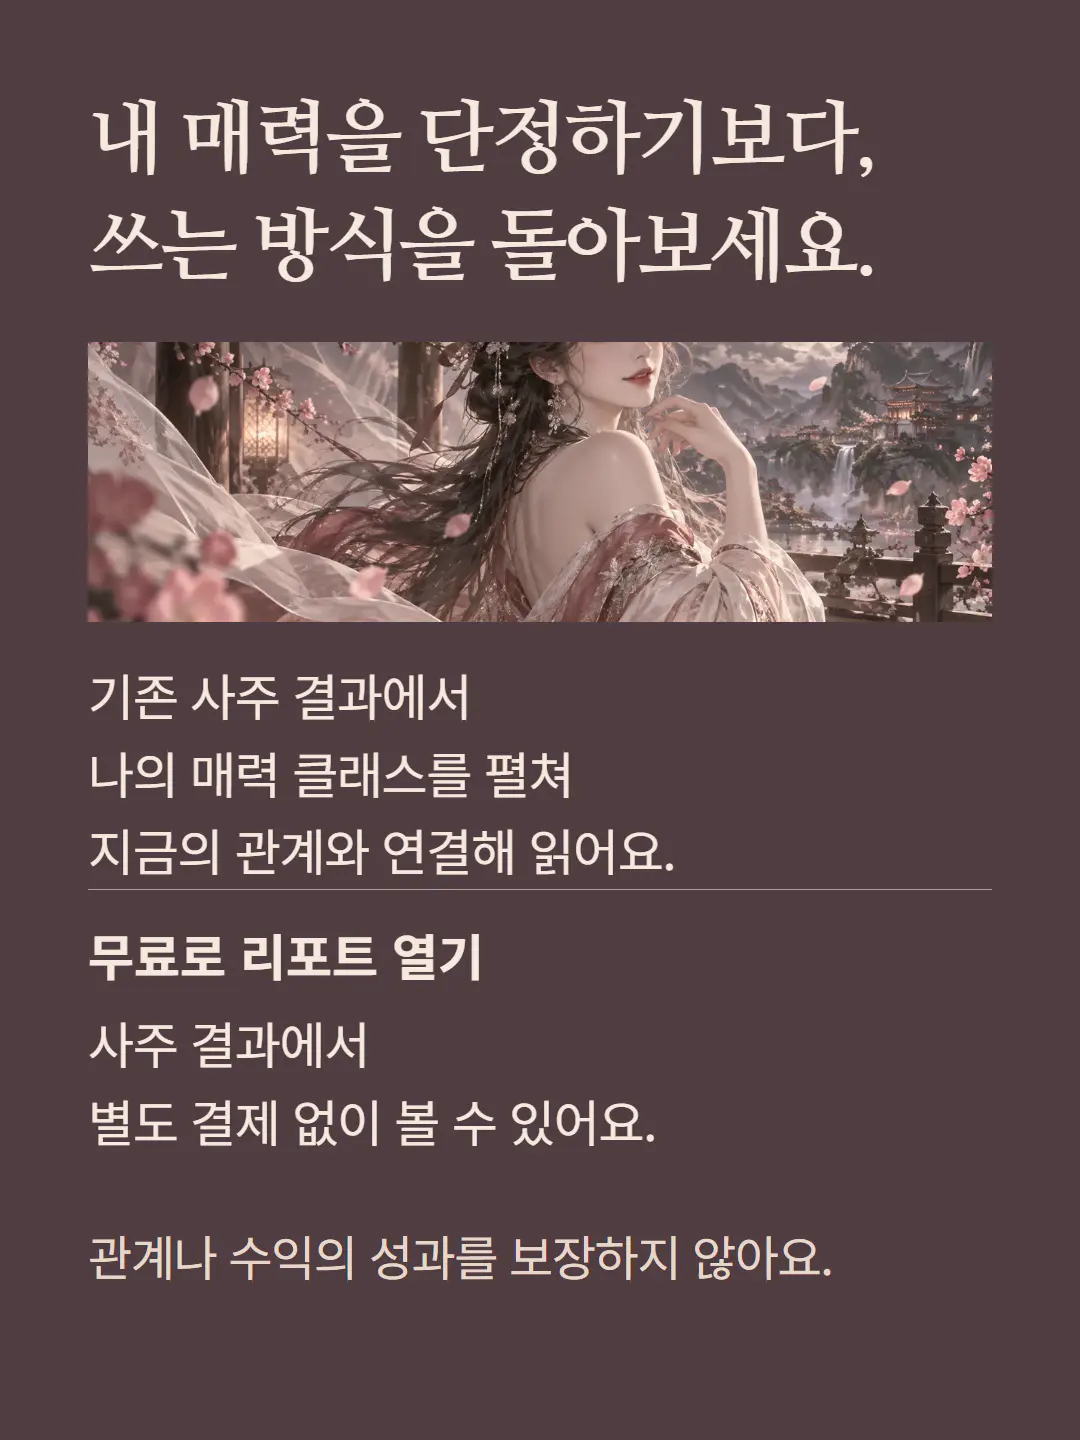 내 매력을 단정하기보다,
쓰는 방식을 돌아보세요.
기존 사주 결과에서
나의 매력 클래스를 펼쳐
지금의 관계와 연결해 읽어요.
무료로 리포트 열기
사주 결과에서
별도 결제 없이 볼 수 있어요.
관계나 수익의 성과를 보장하지 않아요.